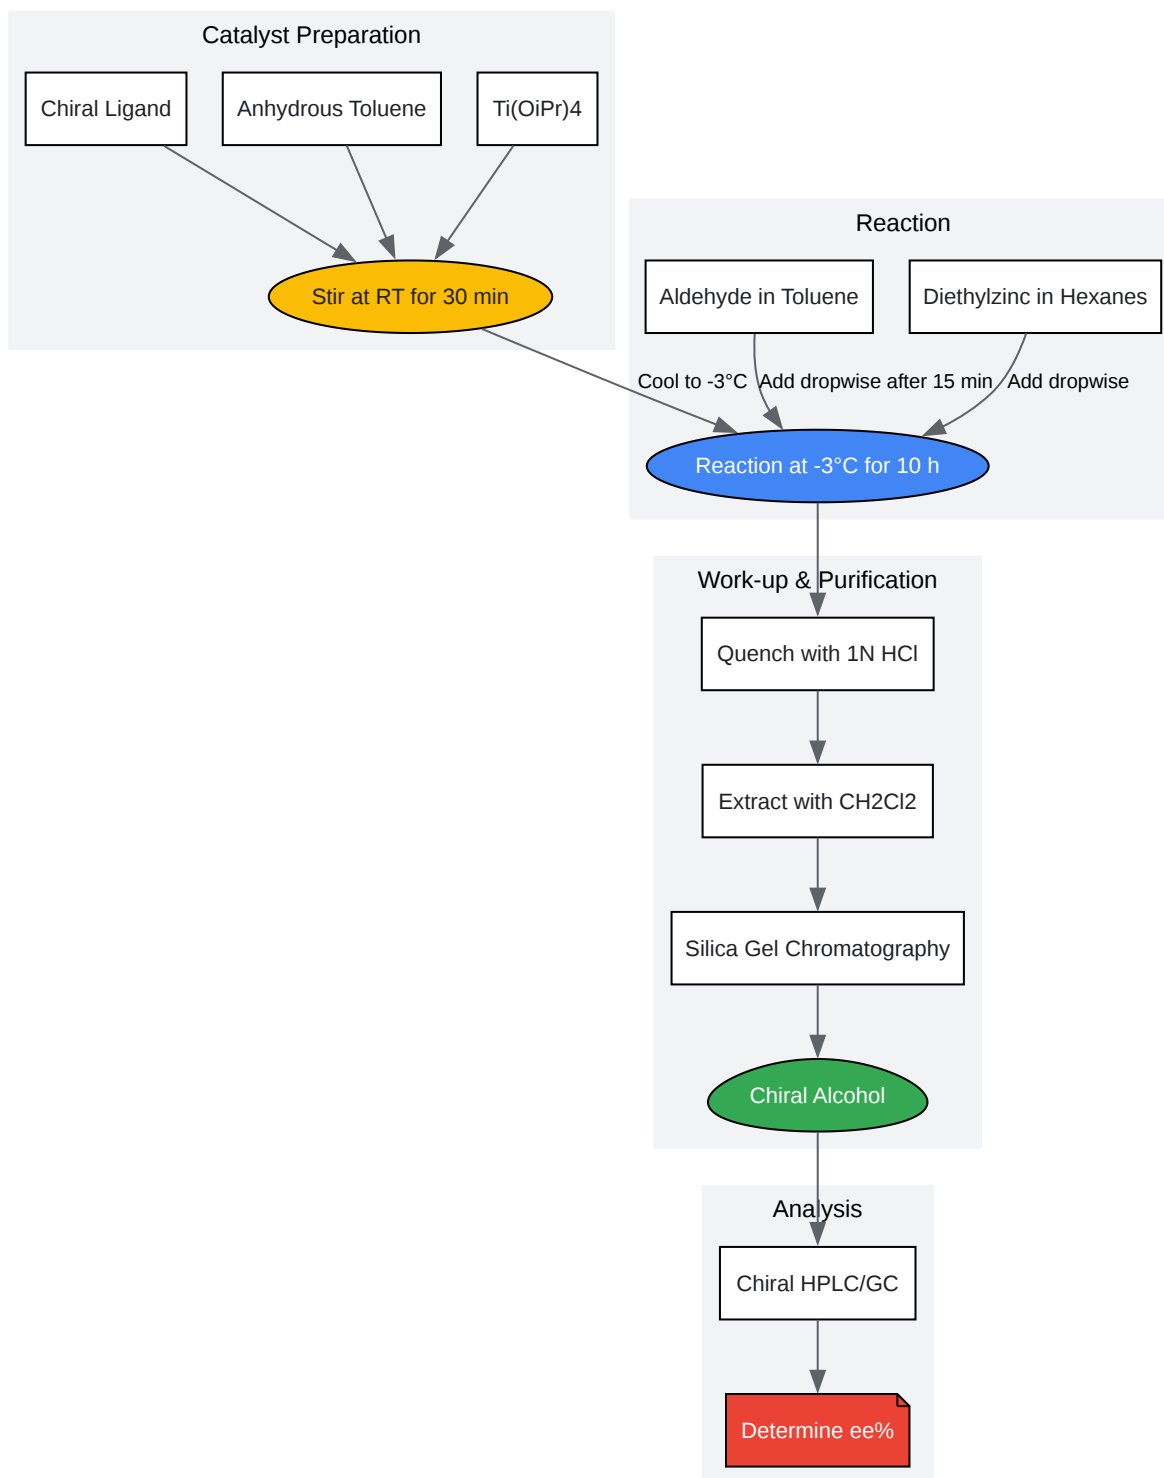 Catalyst Preparation
Chiral Ligand
Anhydrous Toluene
Ti(OiPr)4
Stir at RT for 30 min
Reaction
Aldehyde in Toluene
Diethylzinc in Hexanes
Cool to -3°C
Add dropwise after 15 min
Add dropwise
Reaction at -3°C for 10 h
Work-up & Purification
Quench with 1N HCl
Extract with CH2Cl2
Silica Gel Chromatography
Chiral Alcohol
Analysis
Chiral HPLC/GC
Determine ee%